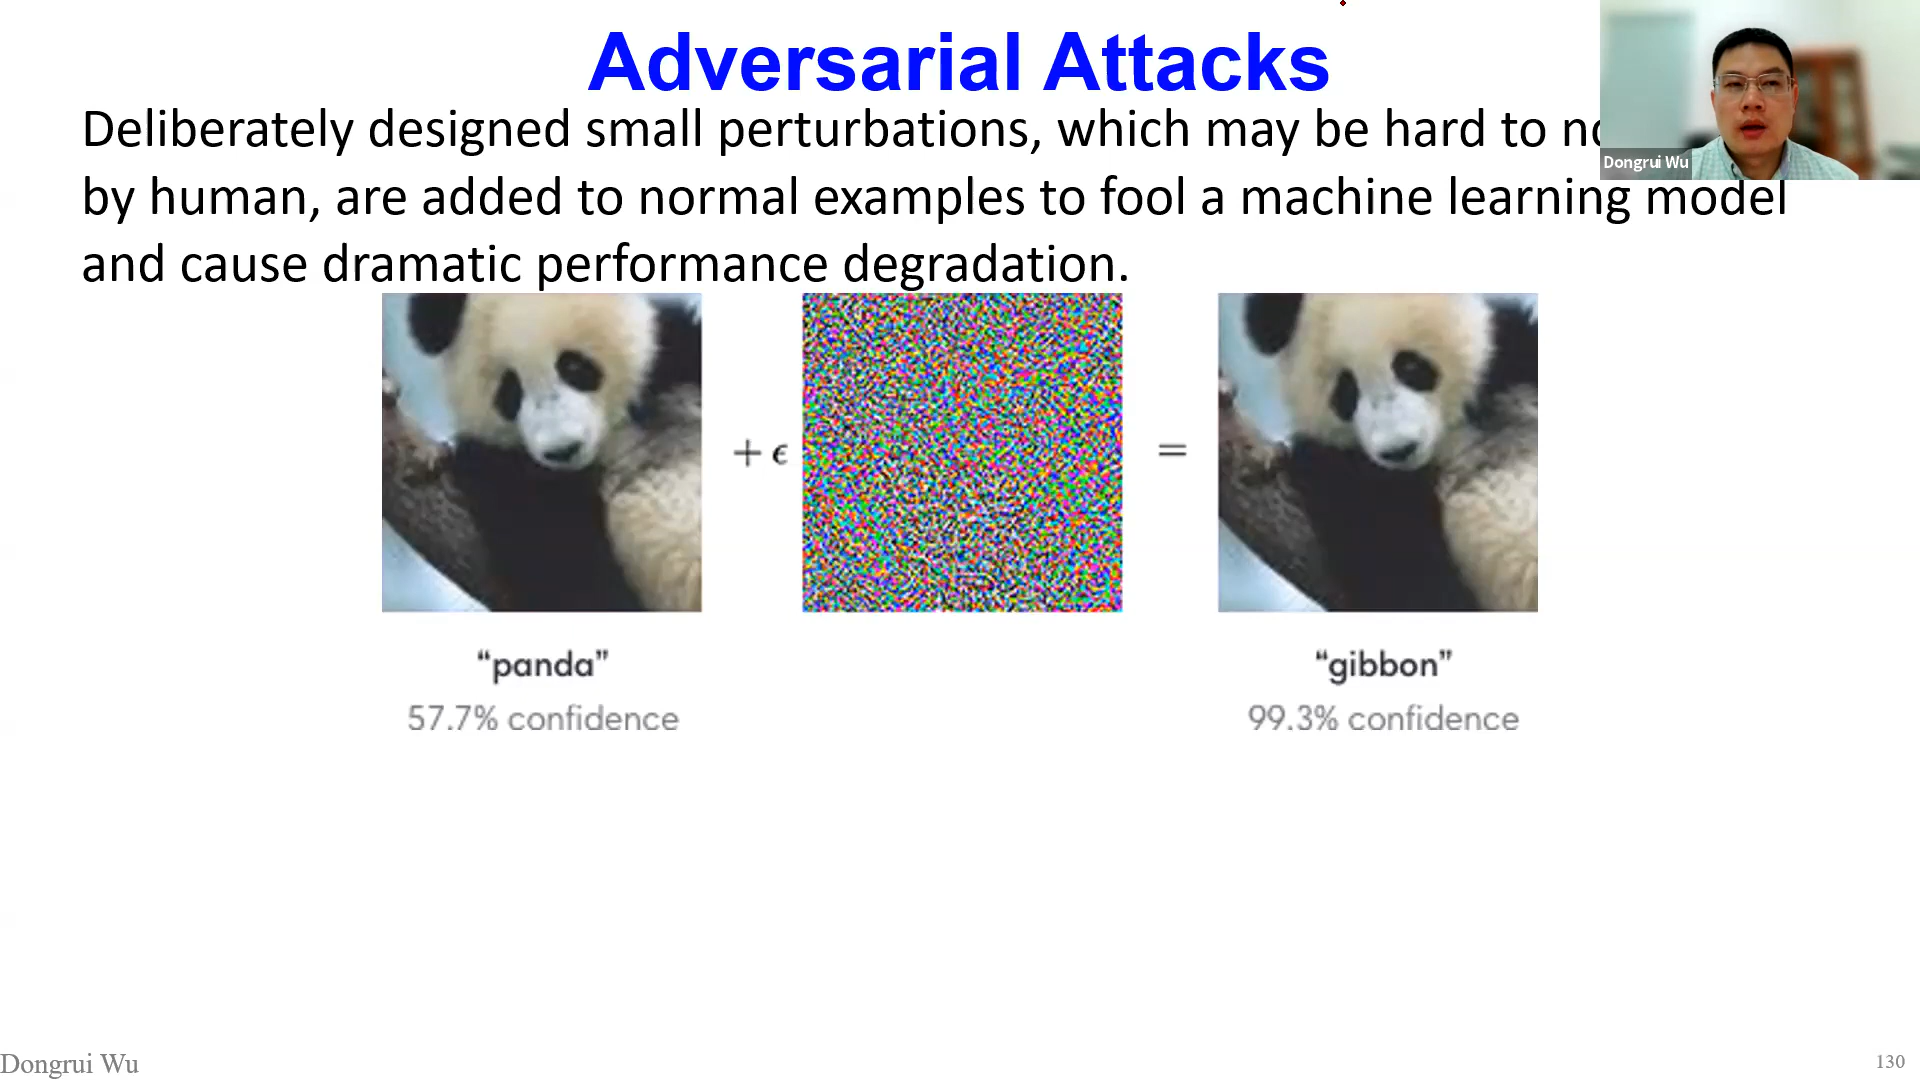 Adversarial Attacks
Deliberately designed small perturbations, which may be hard to
by human, are added to normal examples to fool a machine learning model
and cause dramatic performance degradation.
Dongrui Wu
+ ϵ
=
“panda”
“gibbon”
57.7% confidence
99.3% confidence
Dongrui Wu
130